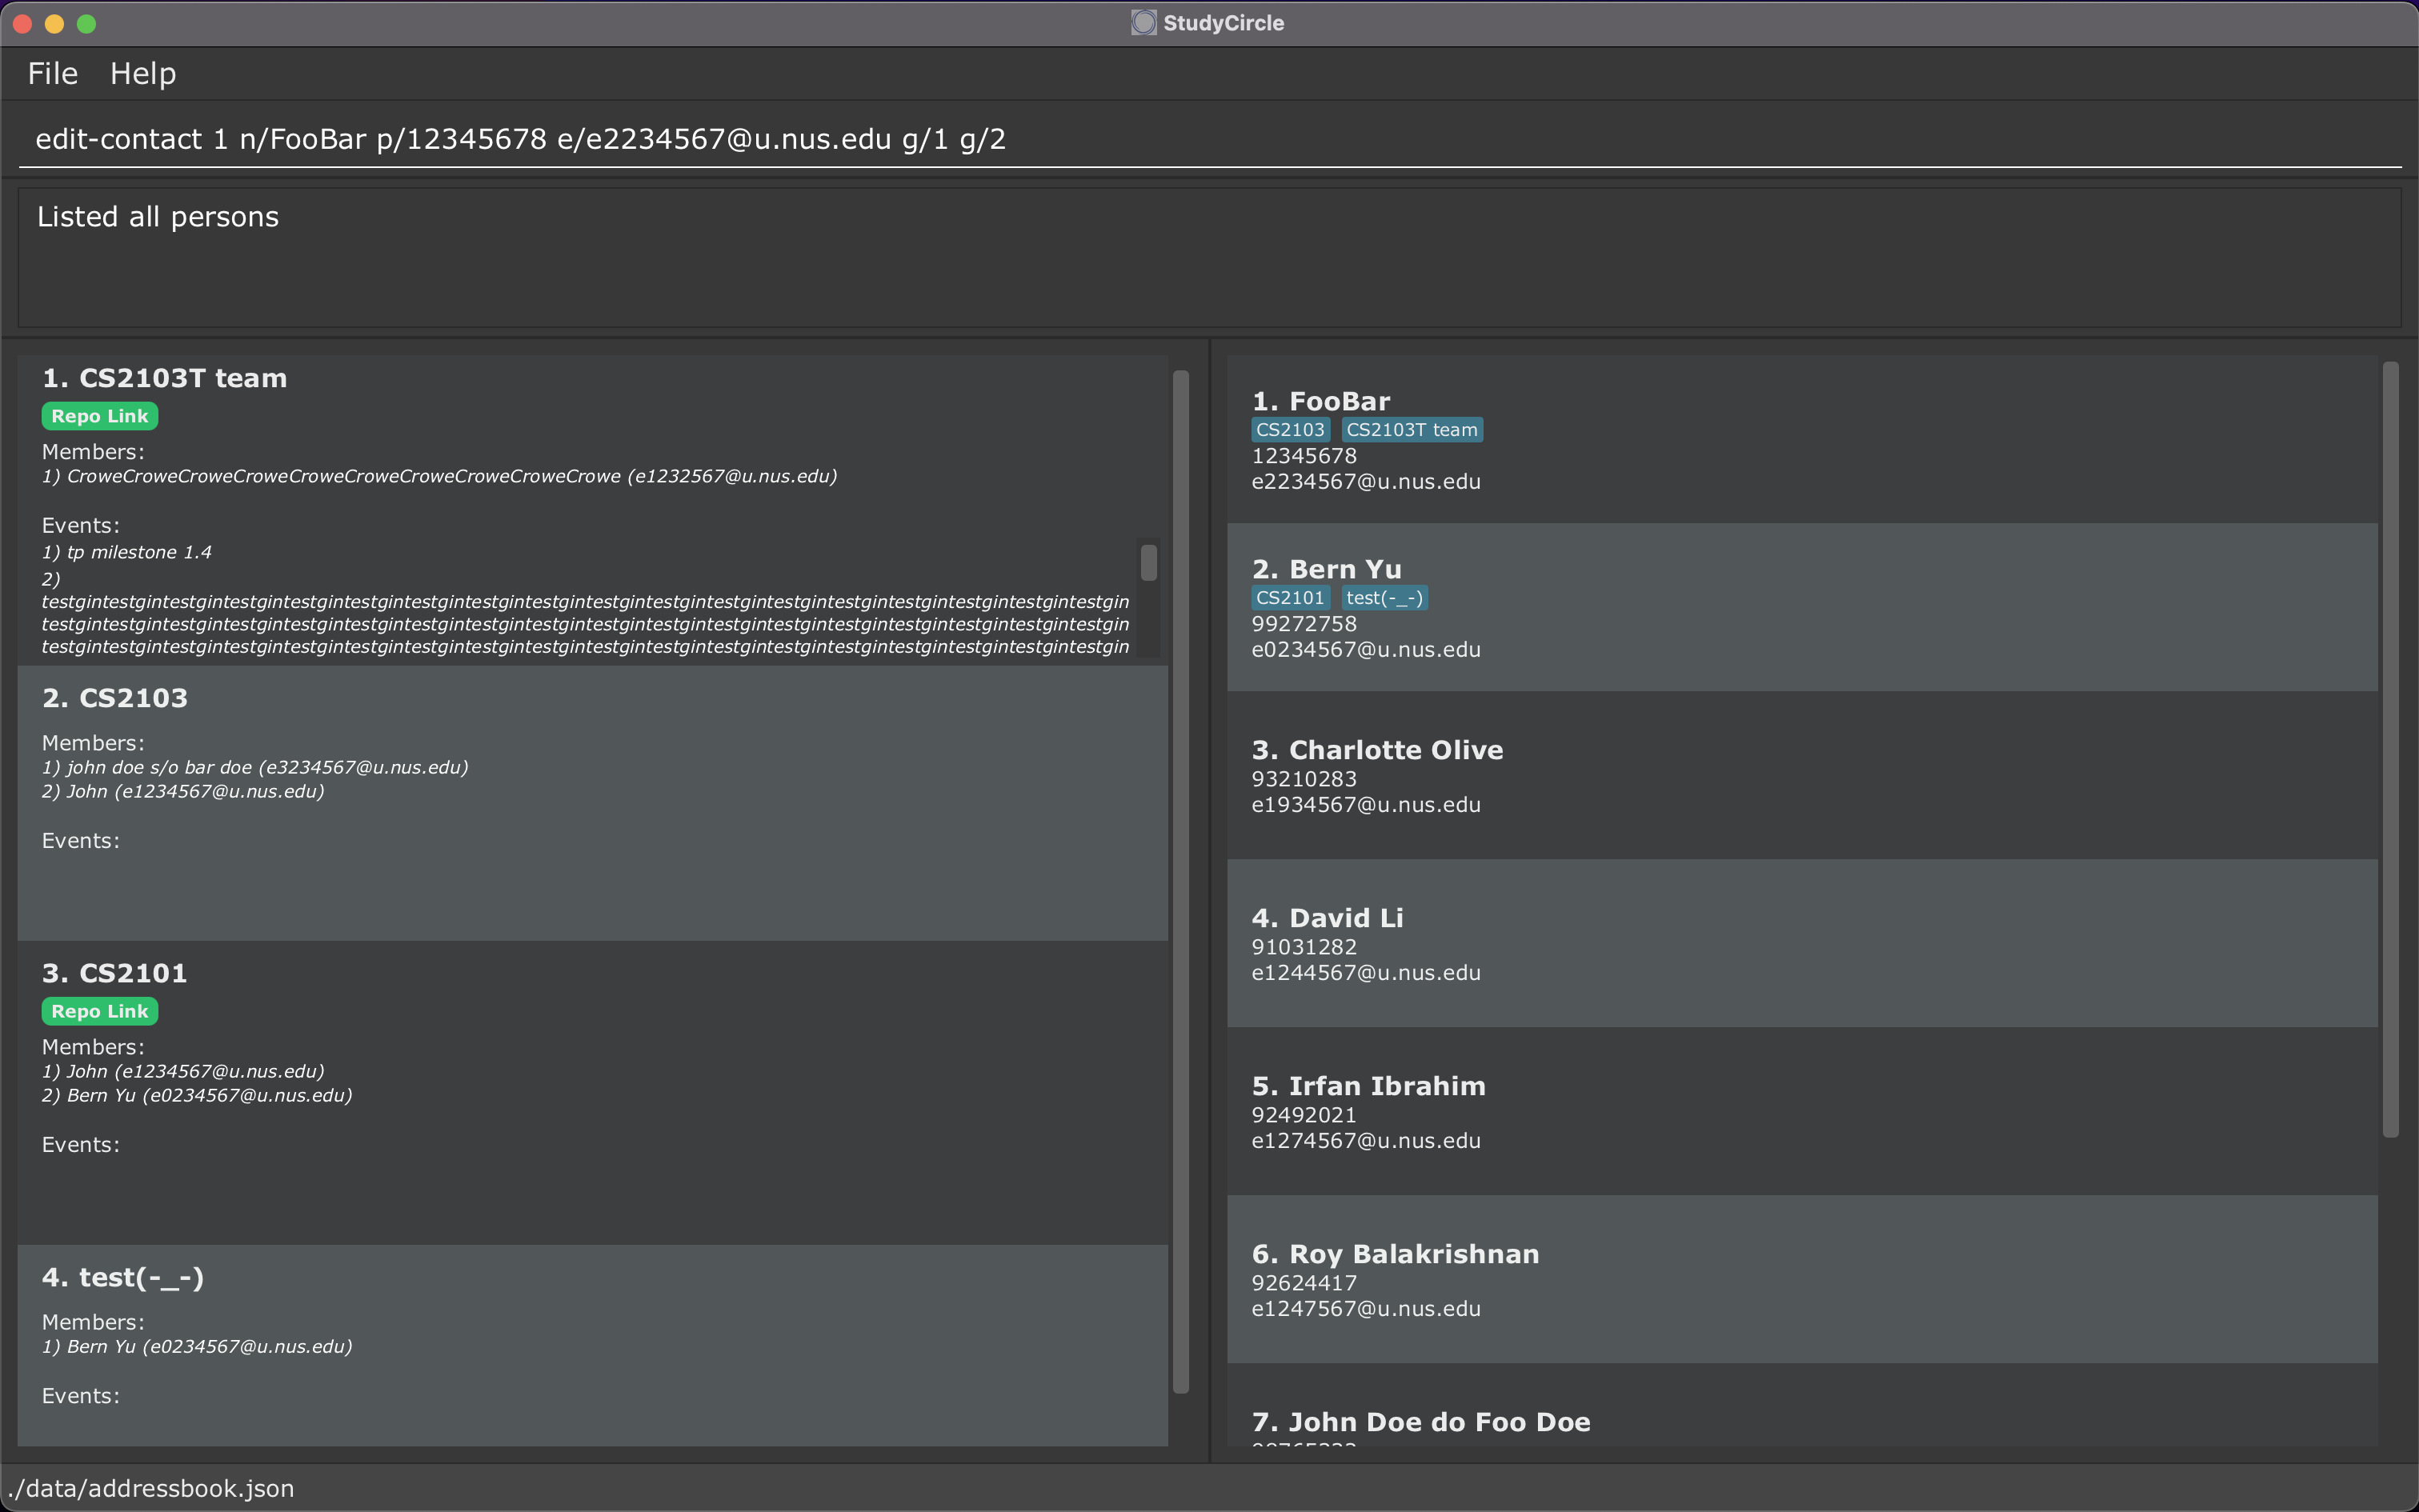 StudyCircle
File Help
edit-contact 1 n/FooBar p/12345678 e/e2234567@u.nus.edu g/1 g/2
Listed all persons
1. CS2103T team
Repo Link
Members:
1) CroweCroweCroweCroweCroweCroweCroweCroweCroweCrowe (e1232567@u.nus.edu)
Events:
1) tp milestone 1.4
2)
testgintestgintestgintestgintestgintestgintestgintestgintestgintestgintestgintestgintestgintestgintestgintestgintestgin
testgintestgintestgintestgintestgintestgintestgintestgintestgintestgintestgintestgintestgintestgintestgintestgintestgin
testgintestgintestgintestgintestgintestgintestgintestgintestgintestgintestgintestgintestgintestgintestgintestgintestgin
2. CS2103
Members:
1) john doe s/o bar doe (e3234567@u.nus.edu)
2) John (e1234567@u.nus.edu)
Events:
3. CS2101
Repo Link
Members:
1) John (e1234567@u.nus.edu)
2) Bern Yu (e0234567@u.nus.edu)
Events:
4. test(-_-)
Members:
1) Bern Yu (e0234567@u.nus.edu)
Events:
1. FooBar
CS2103 CS2103T team
12345678
e2234567@u.nus.edu
2. Bern Yu
CS2101 test(-_-)
99272758
e0234567@u.nus.edu
3. Charlotte Olive
93210283
e1934567@u.nus.edu
4. David Li
91031282
e1244567@u.nus.edu
5. Irfan Ibrahim
92492021
e1274567@u.nus.edu
6. Roy Balakrishnan
92624417
e1247567@u.nus.edu
7. John Doe do Foo Doe
./data/addressbook.json